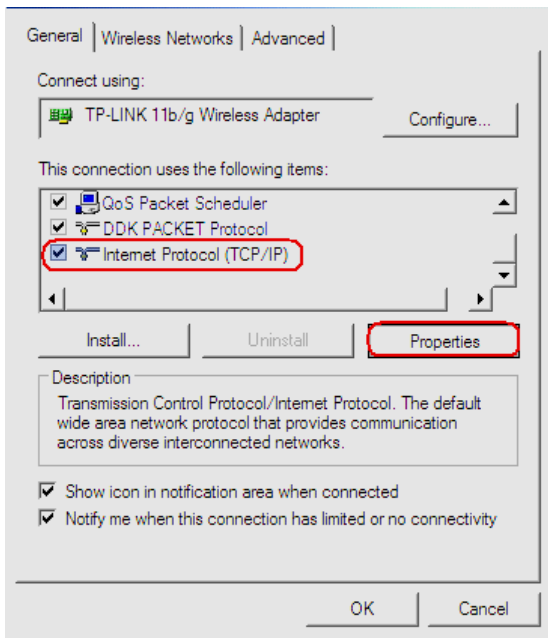 General Wireless Networks Advanced
Connect using:
TP-LINK 11b/g Wireless Adapter Configure...
This connection uses the following items:
QoS Packet Scheduler
DDK PACKET Protocol
Internet Protocol (TCP/IP)
Install... Uninstall Properties
Description
Transmission Control Protocol/Internet Protocol. The default
wide area network protocol that provides communication
across diverse interconnected networks.
Show icon in notification area when connected
Notify me when this connection has limited or no connectivity
OK Cancel